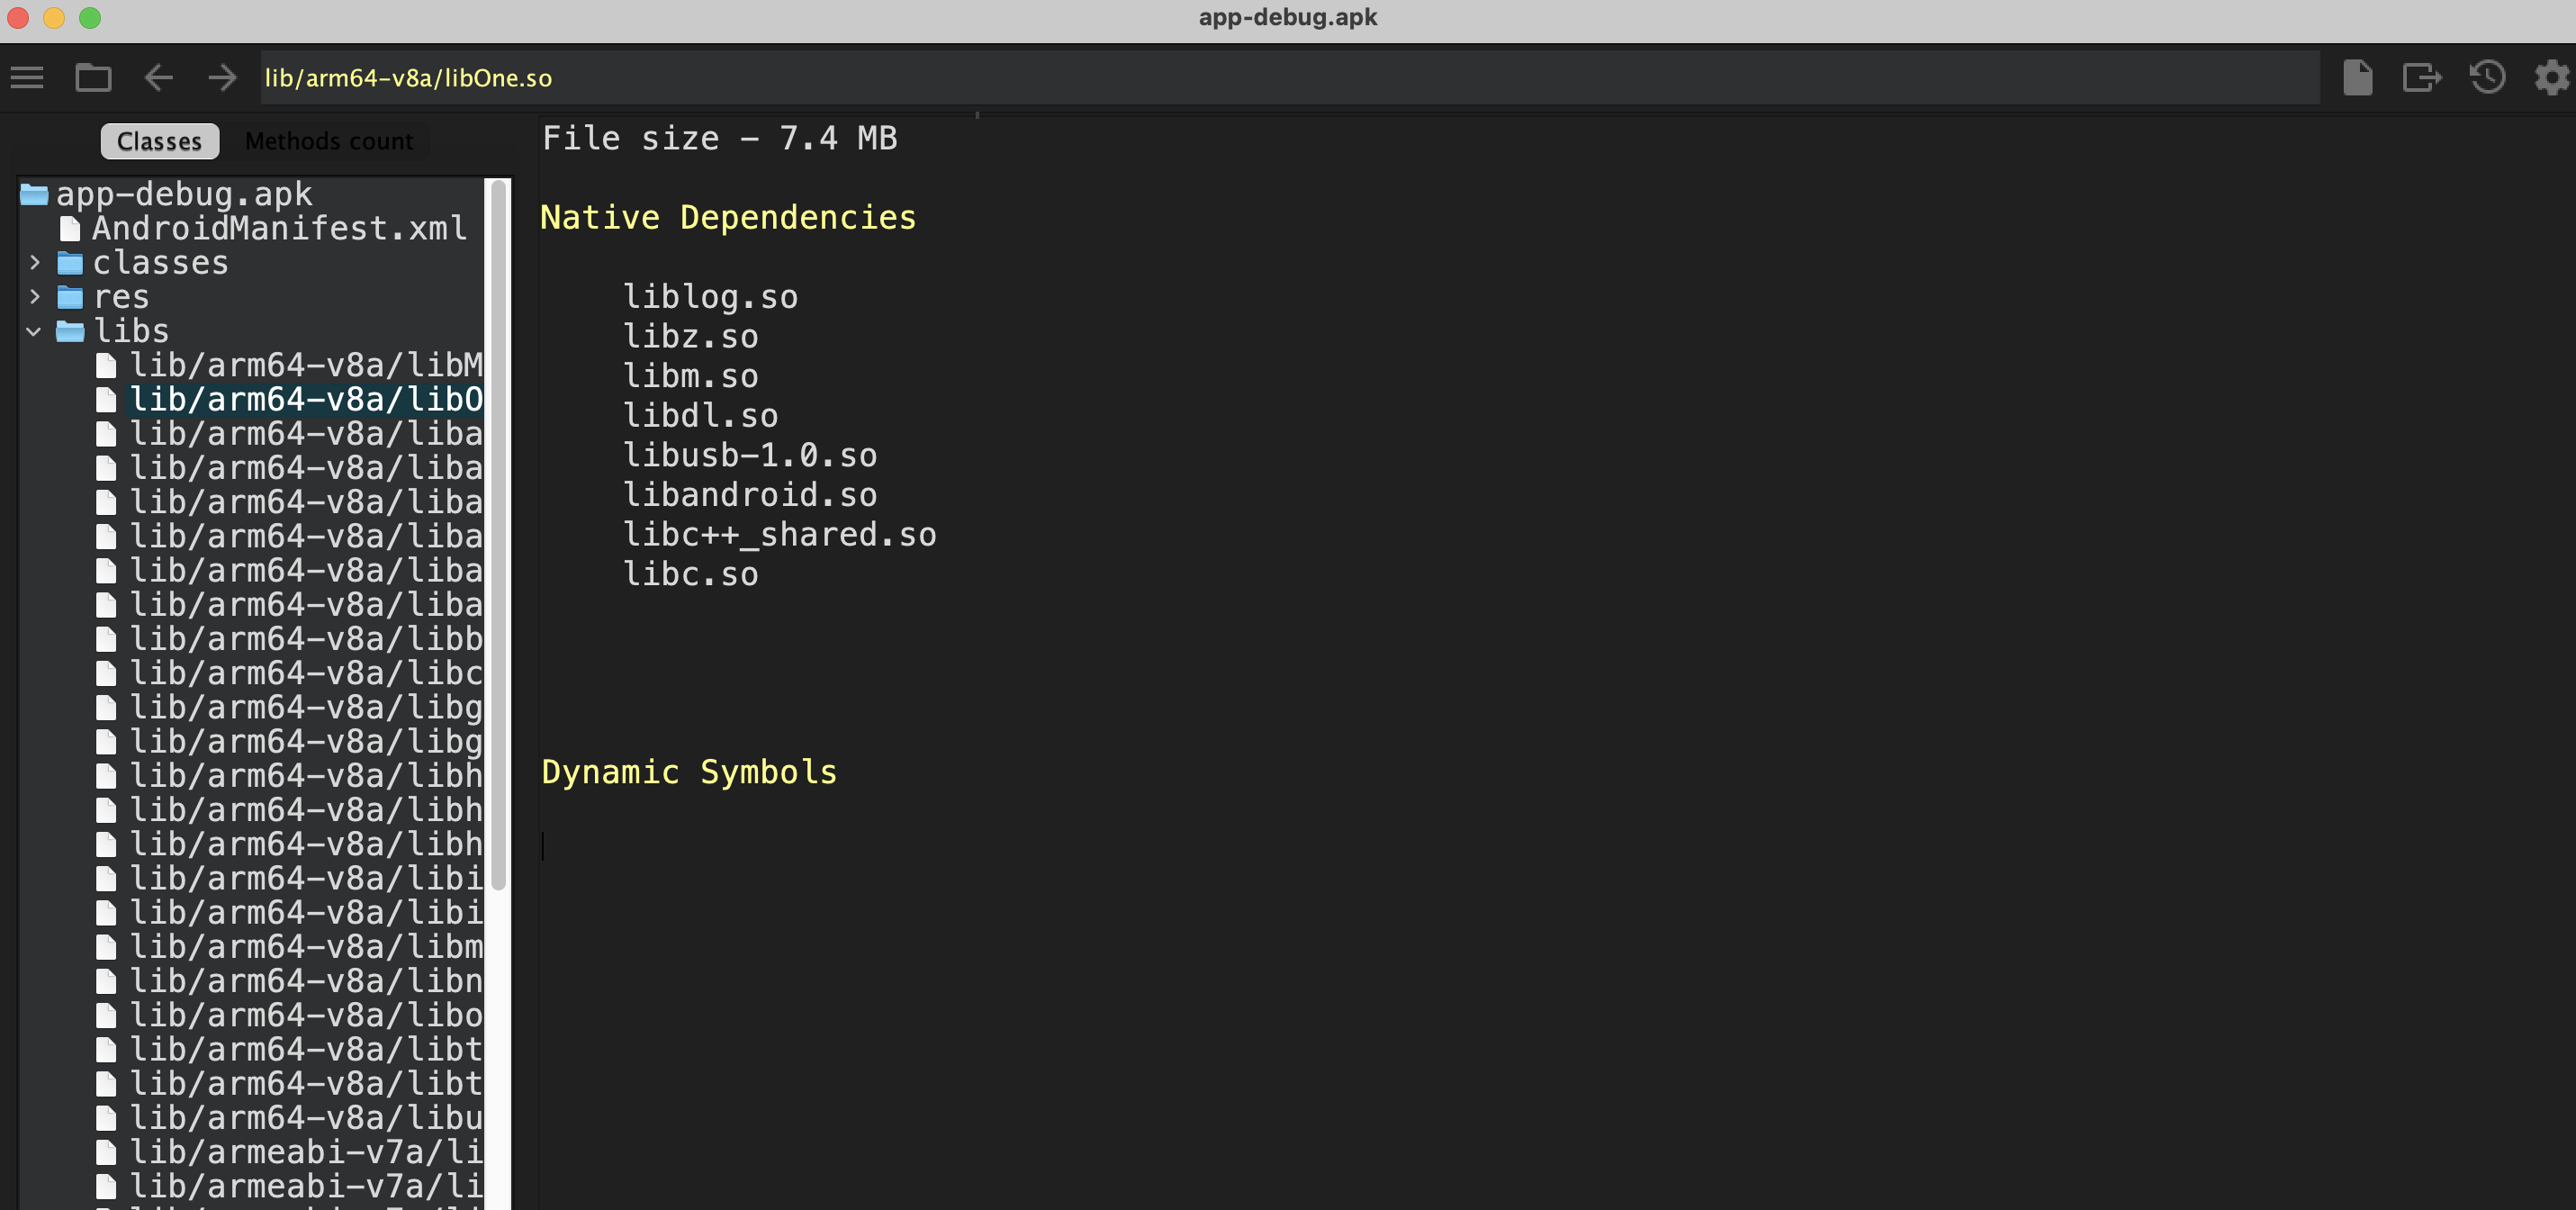 app-debug.apk
lib/arm64-v8a/libOne.so
Classes Methods count
app-debug.apk
AndroidManifest.xml
classes
res
libs
lib/arm64-v8a/libM
lib/arm64-v8a/libO
lib/arm64-v8a/liba
lib/arm64-v8a/liba
lib/arm64-v8a/liba
lib/arm64-v8a/liba
lib/arm64-v8a/liba
lib/arm64-v8a/liba
lib/arm64-v8a/libb
lib/arm64-v8a/libc
lib/arm64-v8a/libg
lib/arm64-v8a/libg
lib/arm64-v8a/libh
lib/arm64-v8a/libh
lib/arm64-v8a/libh
lib/arm64-v8a/libi
lib/arm64-v8a/libi
lib/arm64-v8a/libm
lib/arm64-v8a/libn
lib/arm64-v8a/libo
lib/arm64-v8a/libt
lib/arm64-v8a/libt
lib/arm64-v8a/libu
lib/armeabi-v7a/li
lib/armeabi-v7a/li
File size - 7.4 MB
Native Dependencies
liblog.so
libz.so
libm.so
libdl.so
libusb-1.0.so
libandroid.so
libc++_shared.so
libc.so
Dynamic Symbols